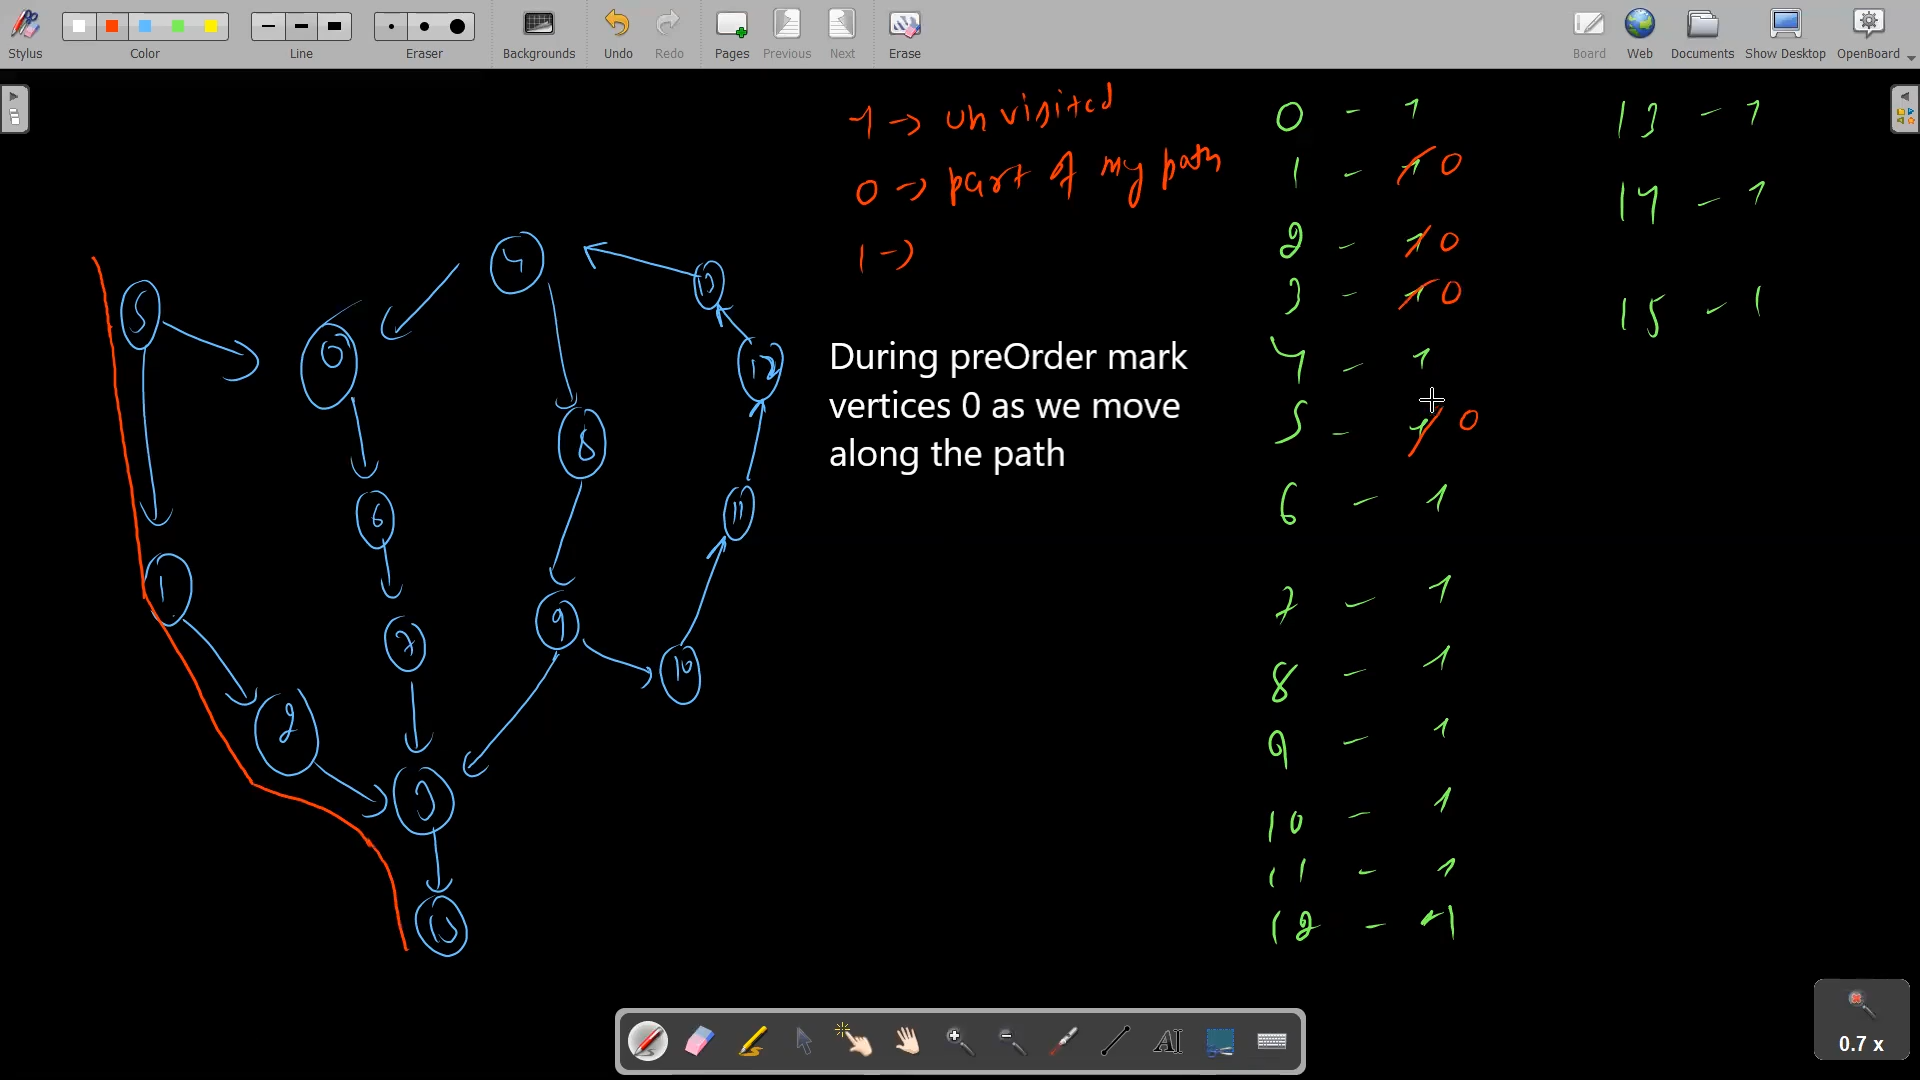 Stylus
Color
Line
Eraser
Backgrounds
Undo
Redo
Pages
Previous
Next
Erase
Board
Web
Documents
Show Desktop
OpenBoard
-1 -> unvisited
0 -> part of my path
1 ->
During preOrder mark
vertices 0 as we move
along the path
5
0
4
13
12
6
8
11
1
7
9
10
2
3
0 - -1
1 - -1 0
2 - -1 0
3 - -1 0
4 - -1
5 - -1 0
6 - -1
7 - -1
8 - -1
9 - -1
10 - -1
11 - -1
12 - -1
13 - -1
14 - -1
15 - 1
0.7 x